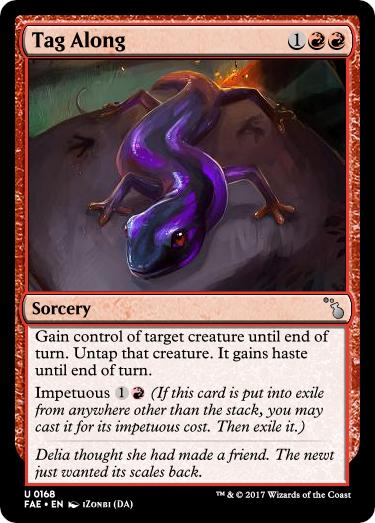 Tag Along 1
Sorcery
Gain control of target creature until end of
turn. Untap that creature. It gains haste
until end of turn.
Impetuous 1 (If this card is put into exile
from anywhere other than the stack, you may
cast it for its impetuous cost. Then exile it.)
Delia thought she had made a friend. The newt
just wanted its scales back.
U 0168
FAE • EN iZonbi (DA)
™ & © 2017 Wizards of the Coast